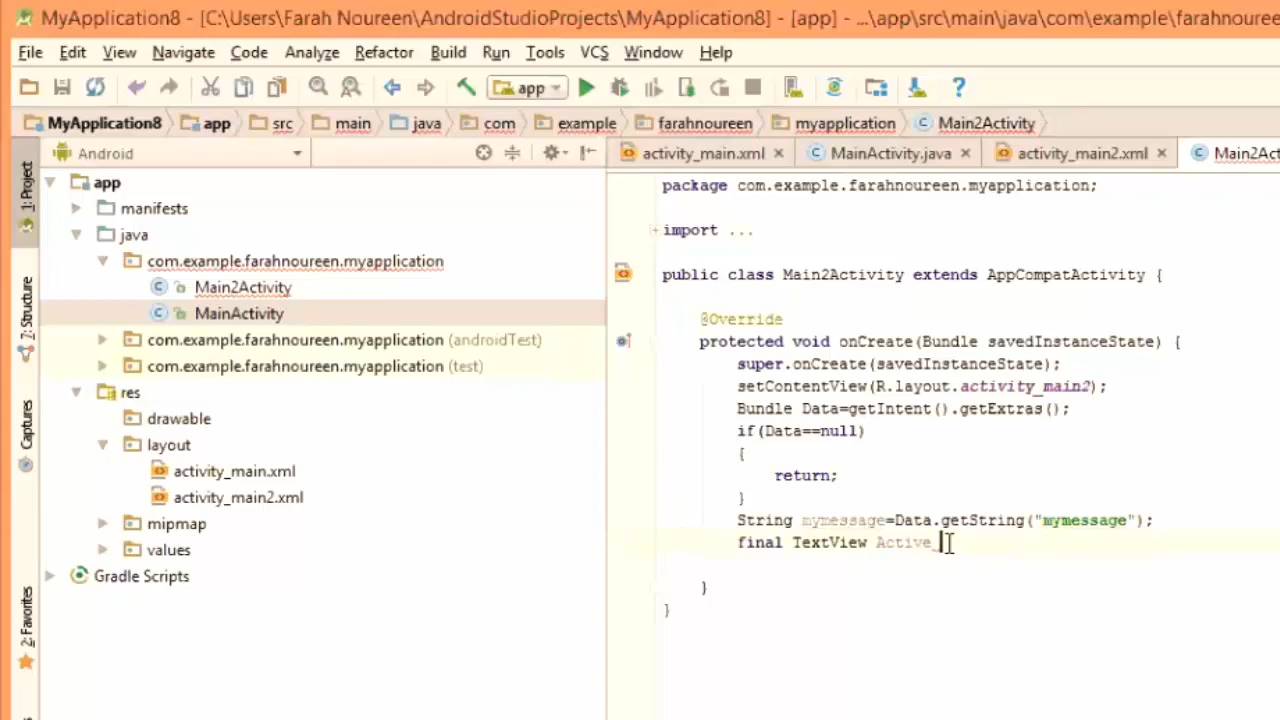 MyApplication8 - [C:\Users\Farah Noureen\AndroidStudioProjects\MyApplication8] - [app] - ...\app\src\main\java\com\example\farahnouree
File Edit View Navigate Code Analyze Refactor Build Run Tools VCS Window Help
app
MyApplication8 app src main java com example farahnoureen myapplication Main2Activity
Android
activity_main.xml MainActivity.java activity_main2.xml Main2Act
1: Project
7: Structure
Captures
2: Favorites
app
manifests
java
com.example.farahnoureen.myapplication
Main2Activity
MainActivity
com.example.farahnoureen.myapplication (androidTest)
com.example.farahnoureen.myapplication (test)
res
drawable
layout
activity_main.xml
activity_main2.xml
mipmap
values
Gradle Scripts
package com.example.farahnoureen.myapplication;
import ...
public class Main2Activity extends AppCompatActivity {
@Override
protected void onCreate(Bundle savedInstanceState) {
super.onCreate(savedInstanceState);
setContentView(R.layout.activity_main2);
Bundle Data=getIntent().getExtras();
if(Data==null)
{
return;
}
String mymessage=Data.getString("mymessage");
final TextView Active_
}
}